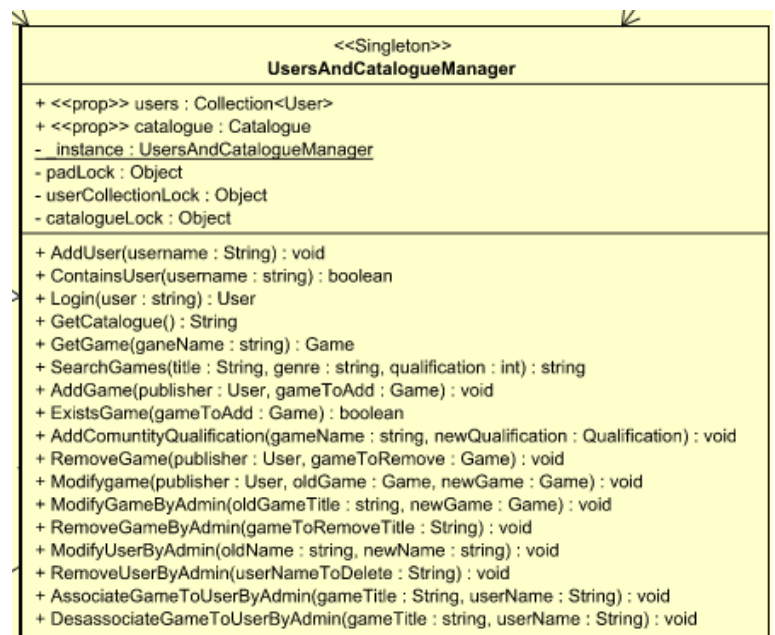 <<Singleton>>
UsersAndCatalogueManager
+ <<prop>> users : Collection<User>
+ <<prop>> catalogue : Catalogue
- _instance : UsersAndCatalogueManager
- padLock : Object
- userCollectionLock : Object
- catalogueLock : Object
+ AddUser(username : String) : void
+ ContainsUser(username : string) : boolean
+ Login(user : string) : User
+ GetCatalogue() : String
+ GetGame(ganeName : string) : Game
+ SearchGames(title : String, genre : string, qualification : int) : string
+ AddGame(publisher : User, gameToAdd : Game) : void
+ ExistsGame(gameToAdd : Game) : boolean
+ AddComuntityQualification(gameName : string, newQualification : Qualification) : void
+ RemoveGame(publisher : User, gameToRemove : Game) : void
+ Modifygame(publisher : User, oldGame : Game, newGame : Game) : void
+ ModifyGameByAdmin(oldGameTitle : string, newGame : Game) : void
+ RemoveGameByAdmin(gameToRemoveTitle : String) : void
+ ModifyUserByAdmin(oldName : string, newName : string) : void
+ RemoveUserByAdmin(userNameToDelete : String) : void
+ AssociateGameToUserByAdmin(gameTitle : String, userName : String) : void
+ DesassociateGameToUserByAdmin(gameTitle : string, userName : String) : void